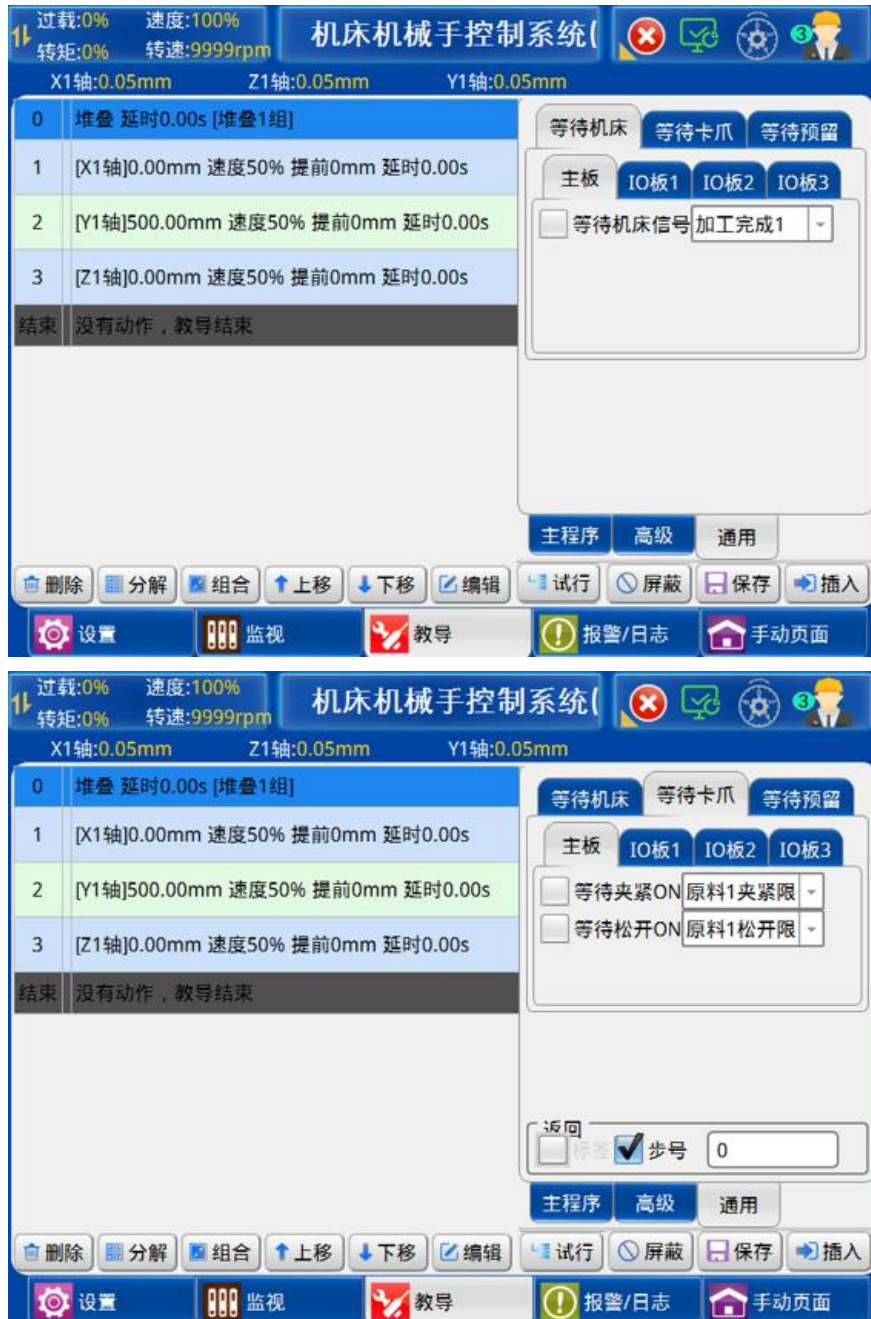 过载:0% 速度:100%
机床机械手控制系统(
3
转矩:0% 转速:9999rpm
X1轴:0.05mm Z1轴:0.05mm Y1轴:0.05mm
0 堆叠 延时0.00s [堆叠1组]
等待机床 等待卡爪 等待预留
1 [X1轴]0.00mm 速度50% 提前0mm 延时0.00s
主板 IO板1 IO板2 IO板3
2 [Y1轴]500.00mm 速度50% 提前0mm 延时0.00s
等待机床信号 加工完成1
3 [Z1轴]0.00mm 速度50% 提前0mm 延时0.00s
结束 没有动作，教导结束
主程序 高级 通用
删除 分解 组合 上移 下移 编辑 试行 屏蔽 保存 插入
设置 监视 教导 报警/日志 手动页面
过载:0% 速度:100%
机床机械手控制系统(
3
转矩:0% 转速:9999rpm
X1轴:0.05mm Z1轴:0.05mm Y1轴:0.05mm
0 堆叠 延时0.00s [堆叠1组]
等待机床 等待卡爪 等待预留
1 [X1轴]0.00mm 速度50% 提前0mm 延时0.00s
主板 IO板1 IO板2 IO板3
2 [Y1轴]500.00mm 速度50% 提前0mm 延时0.00s
等待夹紧ON 原料1夹紧限
等待松开ON 原料1松开限
3 [Z1轴]0.00mm 速度50% 提前0mm 延时0.00s
结束 没有动作，教导结束
返回
标签 步号 0
主程序 高级 通用
删除 分解 组合 上移 下移 编辑 试行 屏蔽 保存 插入
设置 监视 教导 报警/日志 手动页面